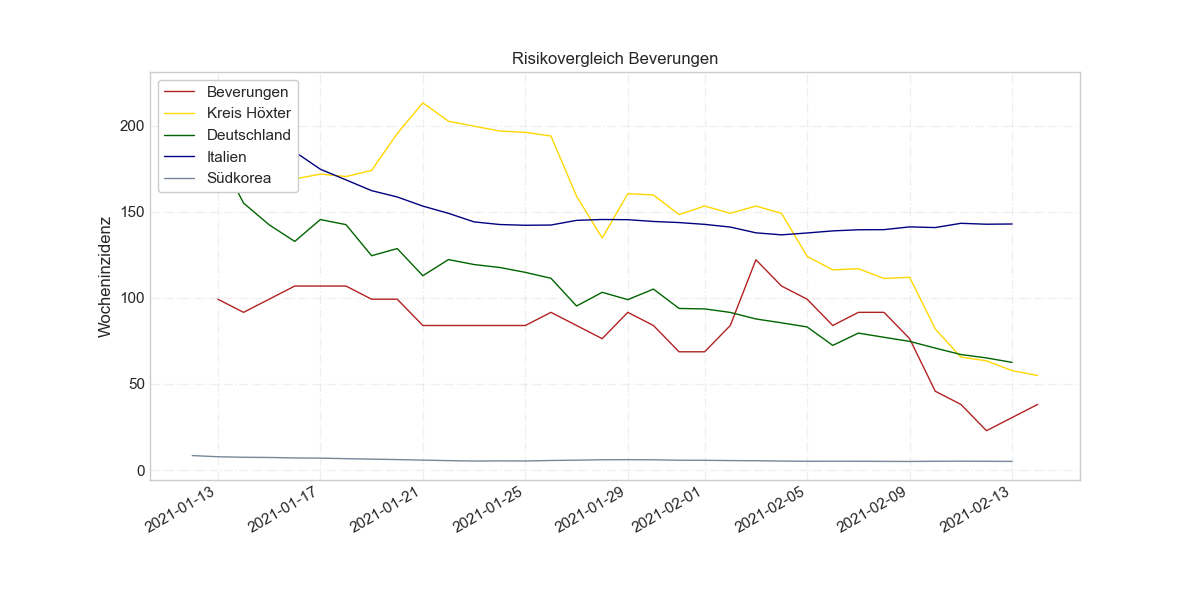 Risikovergleich Beverungen
Wocheninzidenz
Beverungen
Kreis Höxter
Deutschland
Italien
Südkorea
200
150
100
50
0
2021-01-13
2021-01-17
2021-01-21
2021-01-25
2021-01-29
2021-02-01
2021-02-05
2021-02-09
2021-02-13